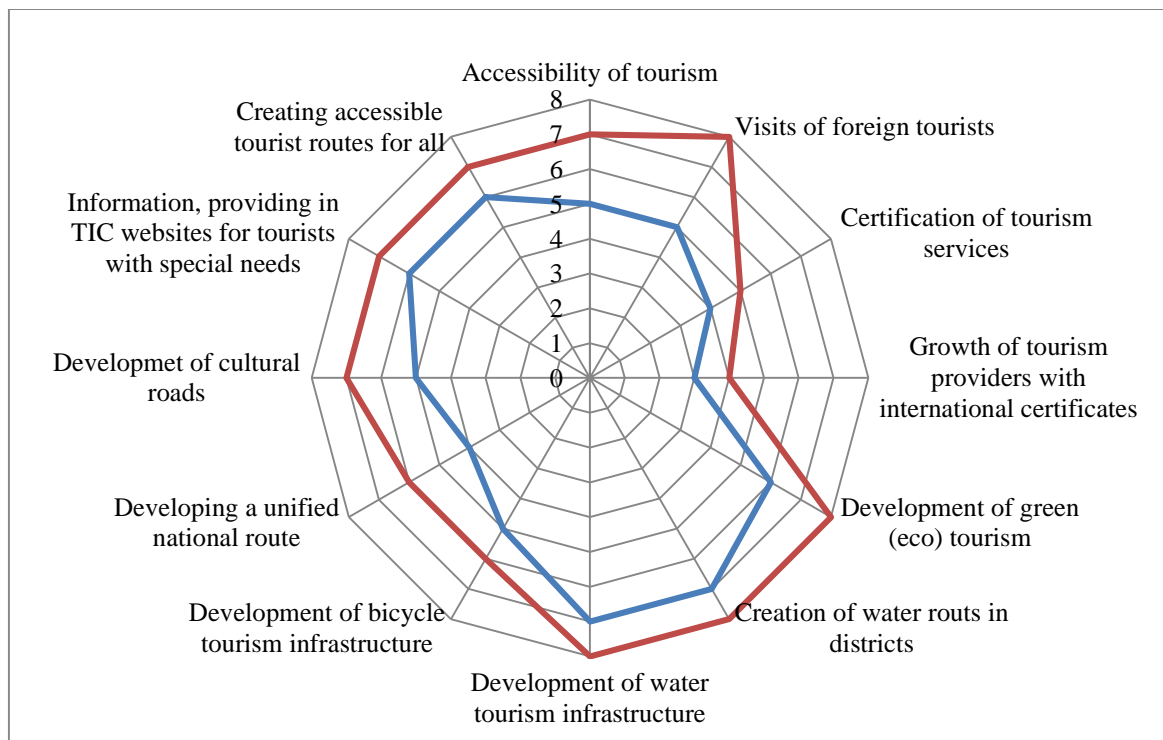 Accessibility of tourism
Visits of foreign tourists
Certification of tourism
services
Growth of tourism
providers with
international certificates
Development of green
(eco) tourism
Creation of water routs in
districts
Development of water
tourism infrastructure
Development of bicycle
tourism infrastructure
Developing a unified
national route
Developmet of cultural
roads
Information, providing in
TIC websites for tourists
with special needs
Creating accessible
tourist routes for all
8
7
6
5
4
3
2
1
0